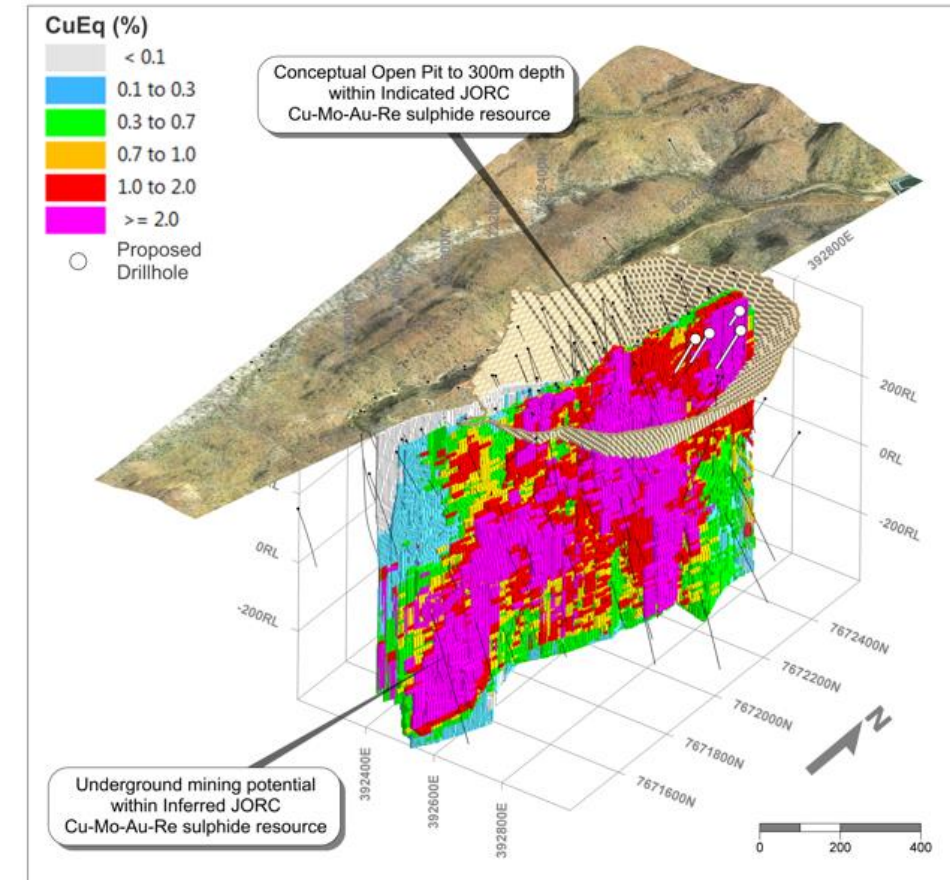 CuEq (%)
< 0.1
0.1 to 0.3
0.3 to 0.7
0.7 to 1.0
1.0 to 2.0
>= 2.0
Proposed
Drillhole
Conceptual Open Pit to 300m depth
within Indicated JORC
Cu-Mo-Au-Re sulphide resource
392800E
200RL
0RL
-200RL
0RL
-200RL
7672400N
7672200N
7672000N
7671800N
7671600N
392400E
392600E
392800E
N
Underground mining potential
within Inferred JORC
Cu-Mo-Au-Re sulphide resource
0 200 400